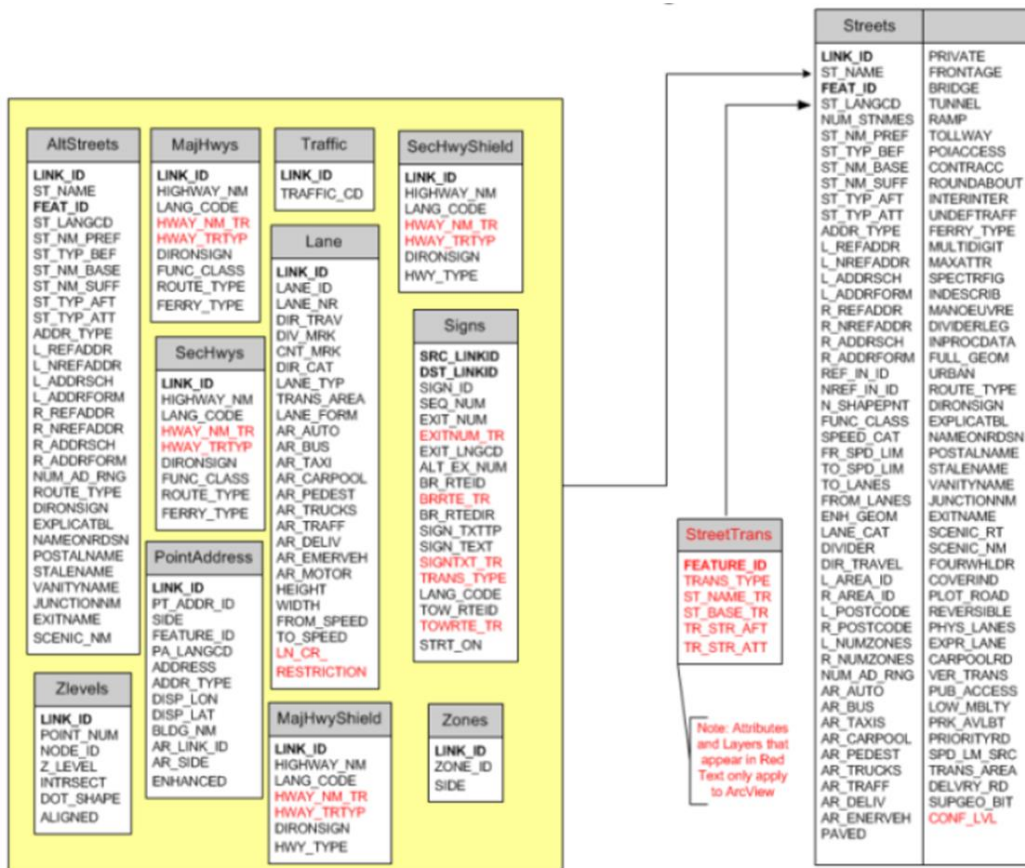 AltStreets
LINK_ID
ST_NAME
FEAT_ID
ST_LANGCD
ST_NM_PREF
ST_TYP_BEF
ST_NM_BASE
ST_NM_SUFF
ST_TYP_AFT
ST_TYP_ATT
ADDR_TYPE
L_REFADDR
L_NREFADDR
L_ADDRSCH
L_ADDRFORM
R_REFADDR
R_NREFADDR
R_ADDRSCH
R_ADDRFORM
NUM_AD_RNG
ROUTE_TYPE
DIRONSIGN
EXPLICATBL
NAMEONRDSN
POSTALNAME
STALENAME
VANITYNAME
JUNCTIONNM
EXITNAME
SCENIC_NM
Zlevels
LINK_ID
POINT_NUM
NODE_ID
Z_LEVEL
INTRSECT
DOT_SHAPE
ALIGNED
MajHwys
LINK_ID
HIGHWAY_NM
LANG_CODE
HWAY_NM_TR
HWAY_TRTYP
DIRONSIGN
FUNC_CLASS
ROUTE_TYPE
FERRY_TYPE
SecHwys
LINK_ID
HIGHWAY_NM
LANG_CODE
HWAY_NM_TR
HWAY_TRTYP
DIRONSIGN
FUNC_CLASS
ROUTE_TYPE
FERRY_TYPE
PointAddress
LINK_ID
PT_ADDR_ID
SIDE
FEATURE_ID
PA_LANGCD
ADDRESS
ADDR_TYPE
DISP_LON
DISP_LAT
BLDG_NM
AR_LINK_ID
AR_SIDE
ENHANCED
Traffic
LINK_ID
TRAFFIC_CD
Lane
LINK_ID
LANE_ID
LANE_NR
DIR_TRAV
DIV_MRK
CNT_MRK
DIR_CAT
LANE_TYP
TRANS_AREA
LANE_FORM
AR_AUTO
AR_BUS
AR_TAXI
AR_CARPOOL
AR_PEDEST
AR_TRUCKS
AR_TRAFF
AR_DELIV
AR_EMERVEH
AR_MOTOR
HEIGHT
WIDTH
FROM_SPEED
TO_SPEED
LN_CR_
RESTRICTION
MajHwyShield
LINK_ID
HIGHWAY_NM
LANG_CODE
HWAY_NM_TR
HWAY_TRTYP
DIRONSIGN
HWY_TYPE
SecHwyShield
LINK_ID
HIGHWAY_NM
LANG_CODE
HWAY_NM_TR
HWAY_TRTYP
DIRONSIGN
HWY_TYPE
Signs
SRC_LINKID
DST_LINKID
SIGN_ID
SEQ_NUM
EXIT_NUM
EXITNUM_TR
EXIT_LNGCD
ALT_EX_NUM
BR_RTEID
BRRTE_TR
BR_RTEDIR
SIGN_TXTTP
SIGN_TEXT
SIGNTXT_TR
TRANS_TYPE
LANG_CODE
TOW_RTEID
TOWRTE_TR
STRT_ON
Zones
LINK_ID
ZONE_ID
SIDE
StreetTrans
FEATURE_ID
TRANS_TYPE
ST_NAME_TR
ST_BASE_TR
TR_STR_AFT
TR_STR_ATT
Note: Attributes
and Layers that
appear in Red
Text only apply
to ArcView
Streets
LINK_ID
ST_NAME
FEAT_ID
ST_LANGCD
NUM_STNMES
ST_NM_PREF
ST_TYP_BEF
ST_NM_BASE
ST_NM_SUFF
ST_TYP_AFT
ST_TYP_ATT
ADDR_TYPE
L_REFADDR
L_NREFADDR
L_ADDRSCH
L_ADDRFORM
R_REFADDR
R_NREFADDR
R_ADDRSCH
R_ADDRFORM
REF_IN_ID
NREF_IN_ID
N_SHAPEPNT
FUNC_CLASS
SPEED_CAT
FR_SPD_LIM
TO_SPD_LIM
TO_LANES
FROM_LANES
ENH_GEOM
LANE_CAT
DIVIDER
DIR_TRAVEL
L_AREA_ID
R_AREA_ID
L_POSTCODE
R_POSTCODE
L_NUMZONES
R_NUMZONES
NUM_AD_RNG
AR_AUTO
AR_BUS
AR_TAXIS
AR_CARPOOL
AR_PEDEST
AR_TRUCKS
AR_TRAFF
AR_DELIV
AR_ENERVEH
PAVED
PRIVATE
FRONTAGE
BRIDGE
TUNNEL
RAMP
TOLLWAY
POIACCESS
CONTRACC
ROUNDABOUT
INTERINTER
UNDEFTRAFF
FERRY_TYPE
MULTIDIGIT
MAXATTR
SPECTRFIG
INDESCRIB
MANOEUVRE
DIVIDERLEG
INPROCDATA
FULL_GEOM
URBAN
ROUTE_TYPE
DIRONSIGN
EXPLICATBL
NAMEONRDSN
POSTALNAME
STALENAME
VANITYNAME
JUNCTIONNM
EXITNAME
SCENIC_RT
SCENIC_NM
FOURWHLDR
COVERIND
PLOT_ROAD
REVERSIBLE
PHYS_LANES
EXPR_LANE
CARPOOLRD
VER_TRANS
PUB_ACCESS
LOW_MBLTY
PRK_AVLBT
PRIORITYRD
SPD_LM_SRC
TRANS_AREA
DELVRY_RD
SUPGEO_BIT
CONF_LVL